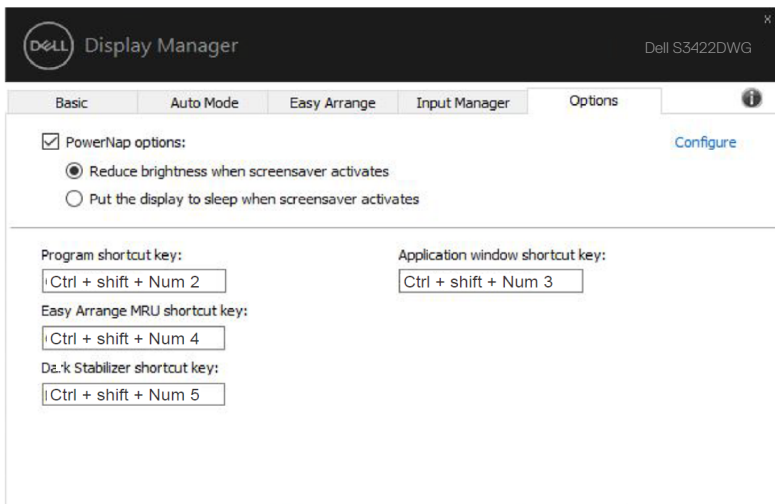 x
DELL Display Manager
Dell S3422DWG
Basic Auto Mode Easy Arrange Input Manager Options
PowerNap options: Configure
Reduce brightness when screensaver activates
Put the display to sleep when screensaver activates
Program shortcut key: Application window shortcut key:
Ctrl + shift + Num 2 Ctrl + shift + Num 3
Easy Arrange MRU shortcut key:
Ctrl + shift + Num 4
Dark Stabilizer shortcut key:
Ctrl + shift + Num 5